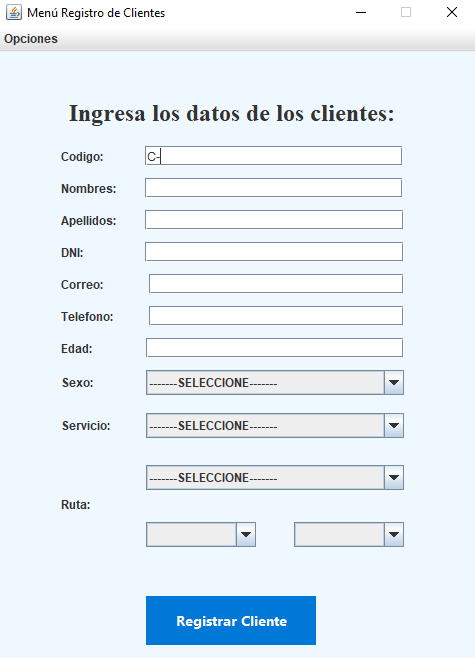 Menú Registro de Clientes
Opciones
Ingresa los datos de los clientes:
Codigo: C-
Nombres:
Apellidos:
DNI:
Correo:
Telefono:
Edad:
Sexo: -------SELECCIONE-------
Servicio: -------SELECCIONE-------
-------SELECCIONE-------
Ruta:
Registrar Cliente